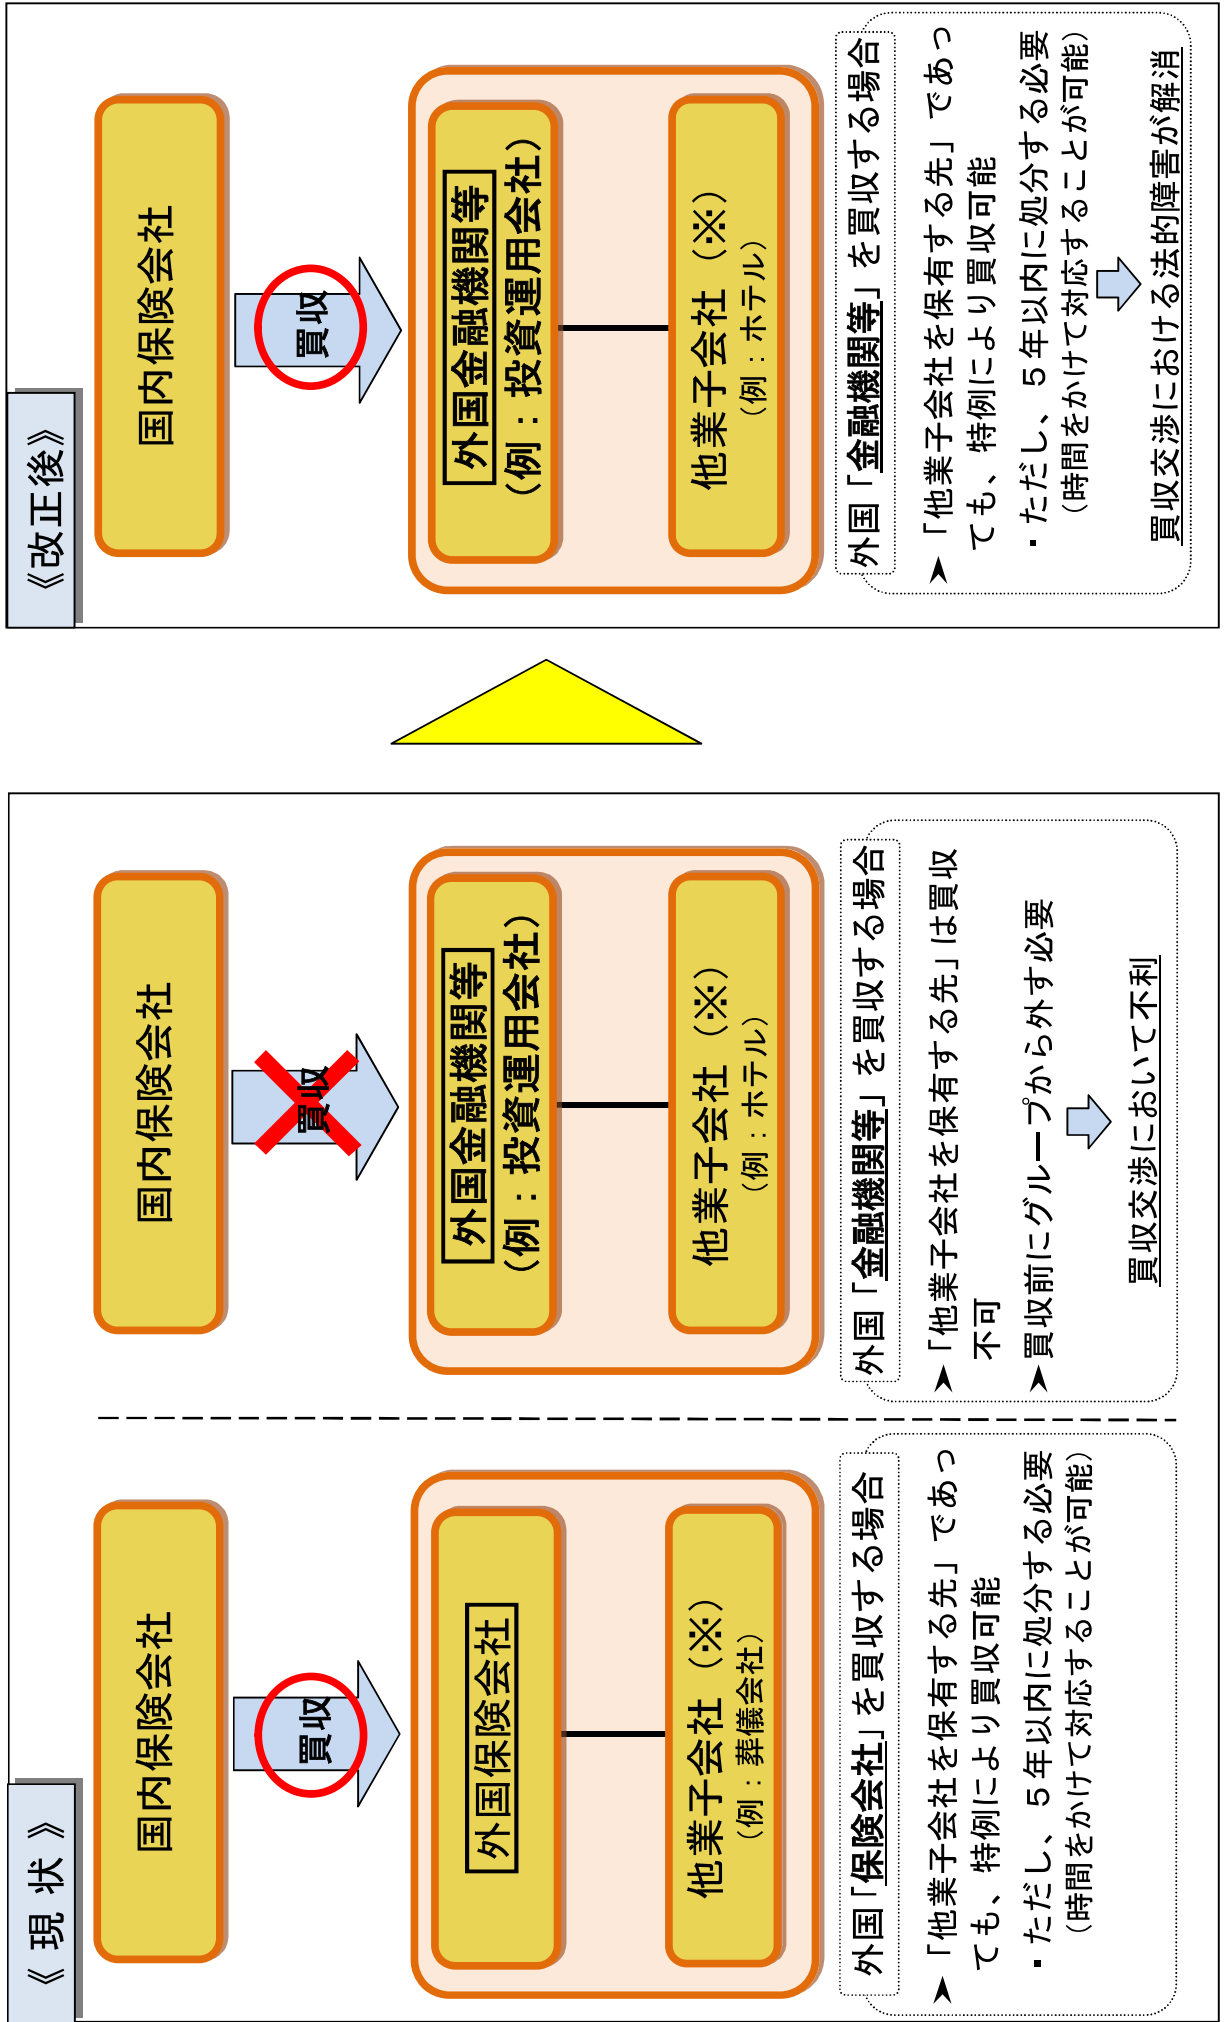 《 現 状 》
国内保険会社
買収
外国保険会社
他業子会社（※）
（例：葬儀会社）
外国「保険会社」を買収する場合
➤「他業子会社を保有する先」であっ
ても、特例により買収可能
・ただし、５年以内に処分する必要
（時間をかけて対応することが可能）
国内保険会社
買収
外国金融機関等
（例：投資運用会社）
他業子会社（※）
（例：ホテル）
外国「金融機関等」を買収する場合
➤「他業子会社を保有する先」は買収
不可
➤買収前にグループから外す必要
買収交渉において不利
《改正後》
国内保険会社
買収
外国金融機関等
（例：投資運用会社）
他業子会社（※）
（例：ホテル）
外国「金融機関等」を買収する場合
➤「他業子会社を保有する先」であっ
ても、特例により買収可能
・ただし、５年以内に処分する必要
（時間をかけて対応することが可能）
買収交渉における法的障害が解消